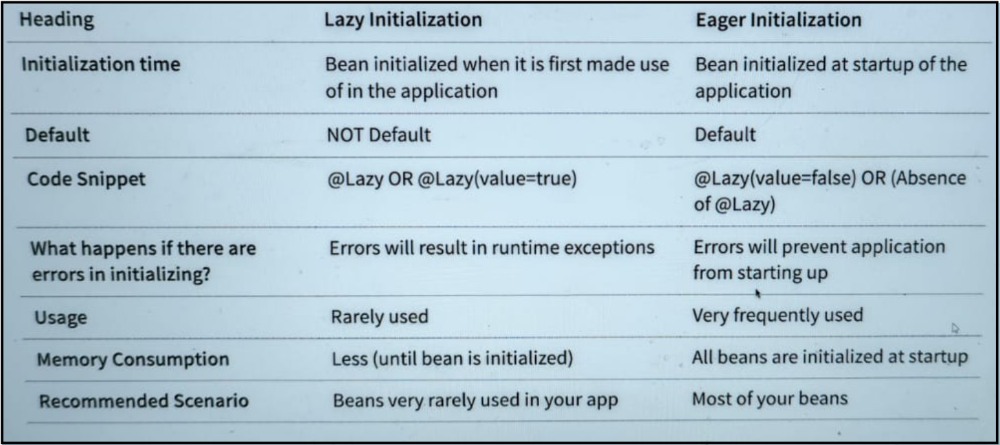 Heading Lazy Initialization Eager Initialization
Initialization time Bean initialized when it is first made use Bean initialized at startup of the
of in the application application
Default NOT Default Default
Code Snippet @Lazy OR @Lazy(value=true) @Lazy(value=false) OR (Absence
of @Lazy)
What happens if there are Errors will result in runtime exceptions Errors will prevent application
errors in initializing? from starting up
Usage Rarely used Very frequently used
Memory Consumption Less (until bean is initialized) All beans are initialized at startup
Recommended Scenario Beans very rarely used in your app Most of your beans